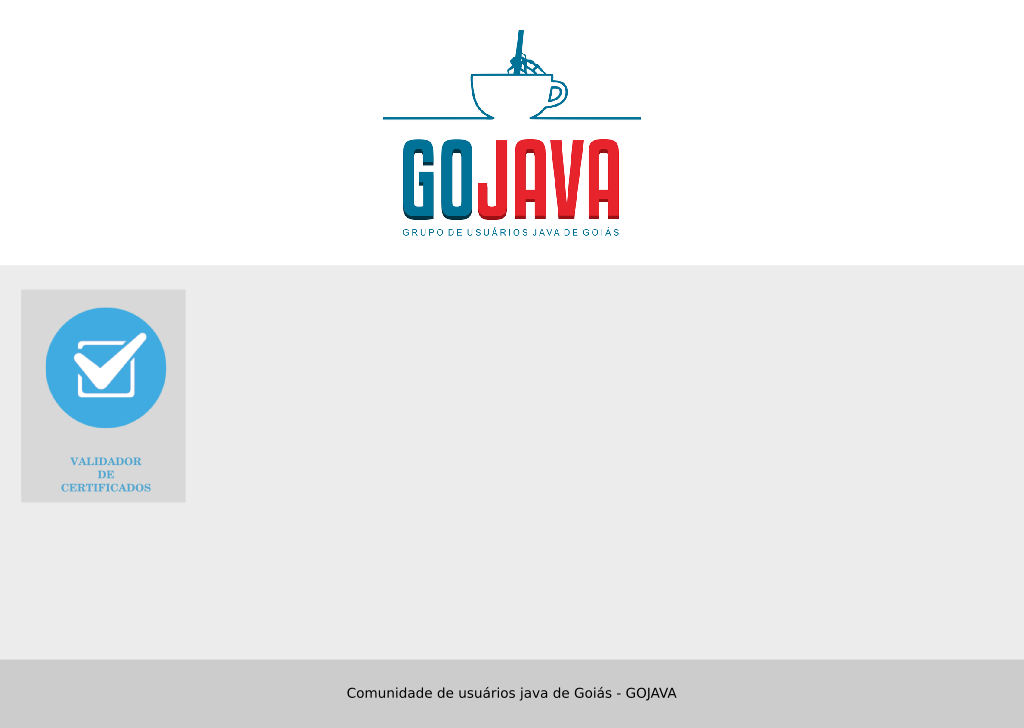 GOJAVA
GRUPO DE USUÁRIOS JAVA DE GOIÁS
VALIDADOR
DE
CERTIFICADOS
Comunidade de usuários java de Goiás - GOJAVA